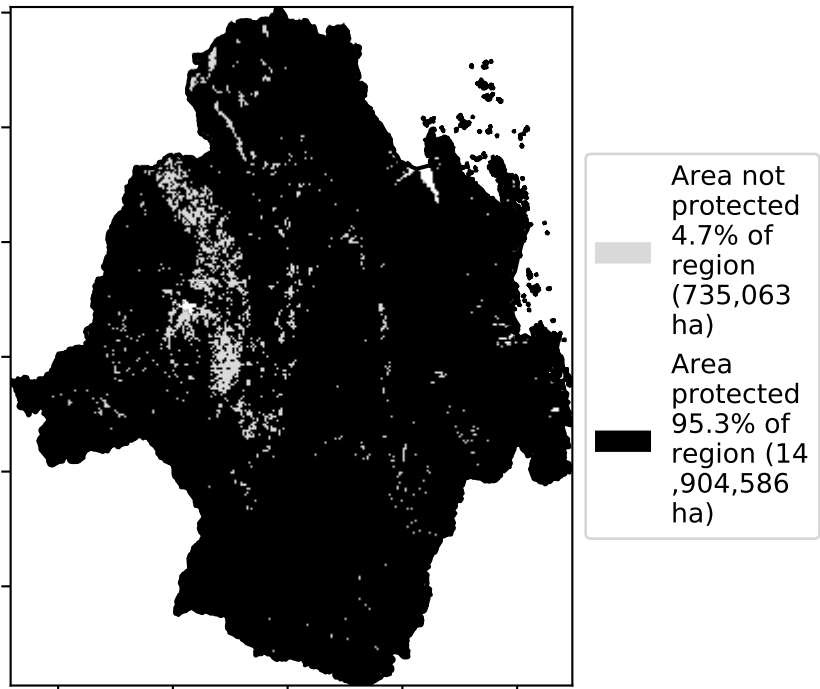 Area not
protected
4.7% of
region
(735,063
ha)
Area
protected
95.3% of
region (14
,904,586
ha)